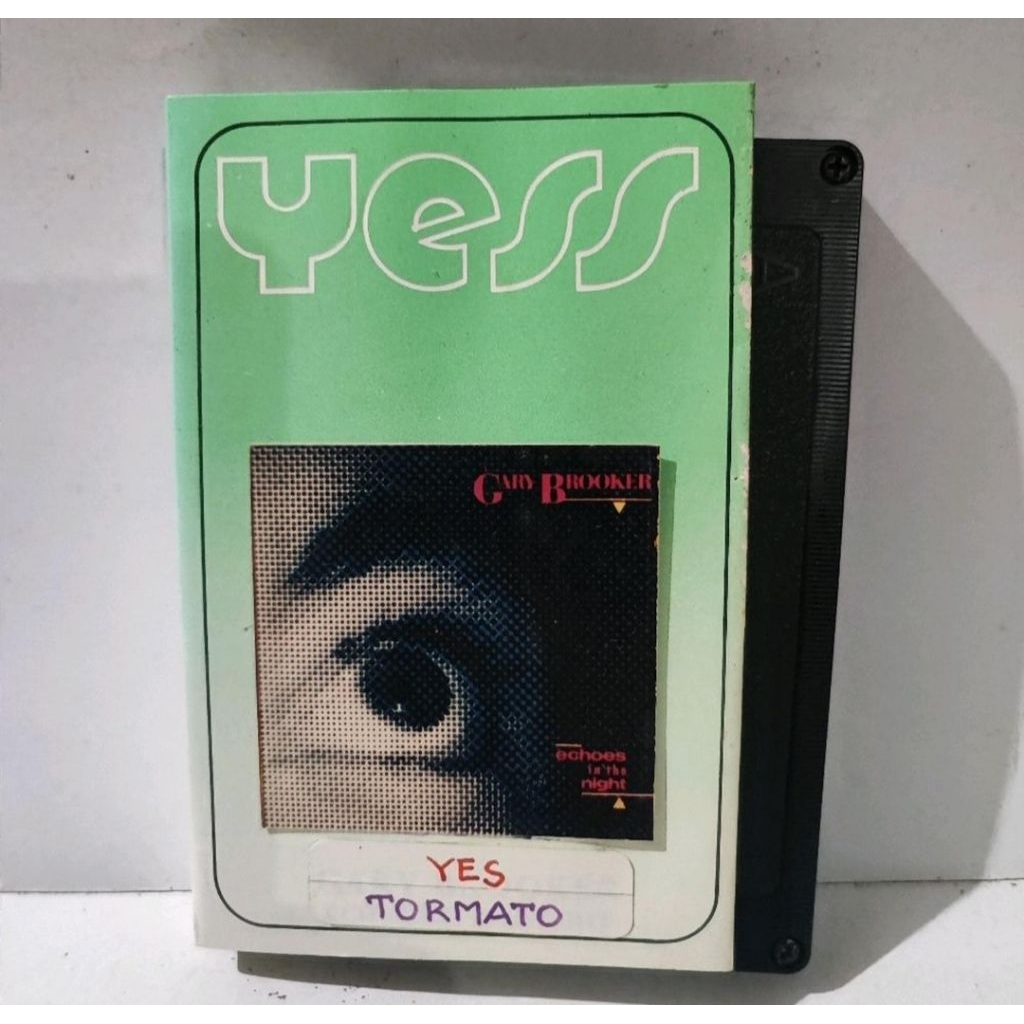 Yess
GARY BROOKER
echoes
in the
night
YES
TORMATO
A